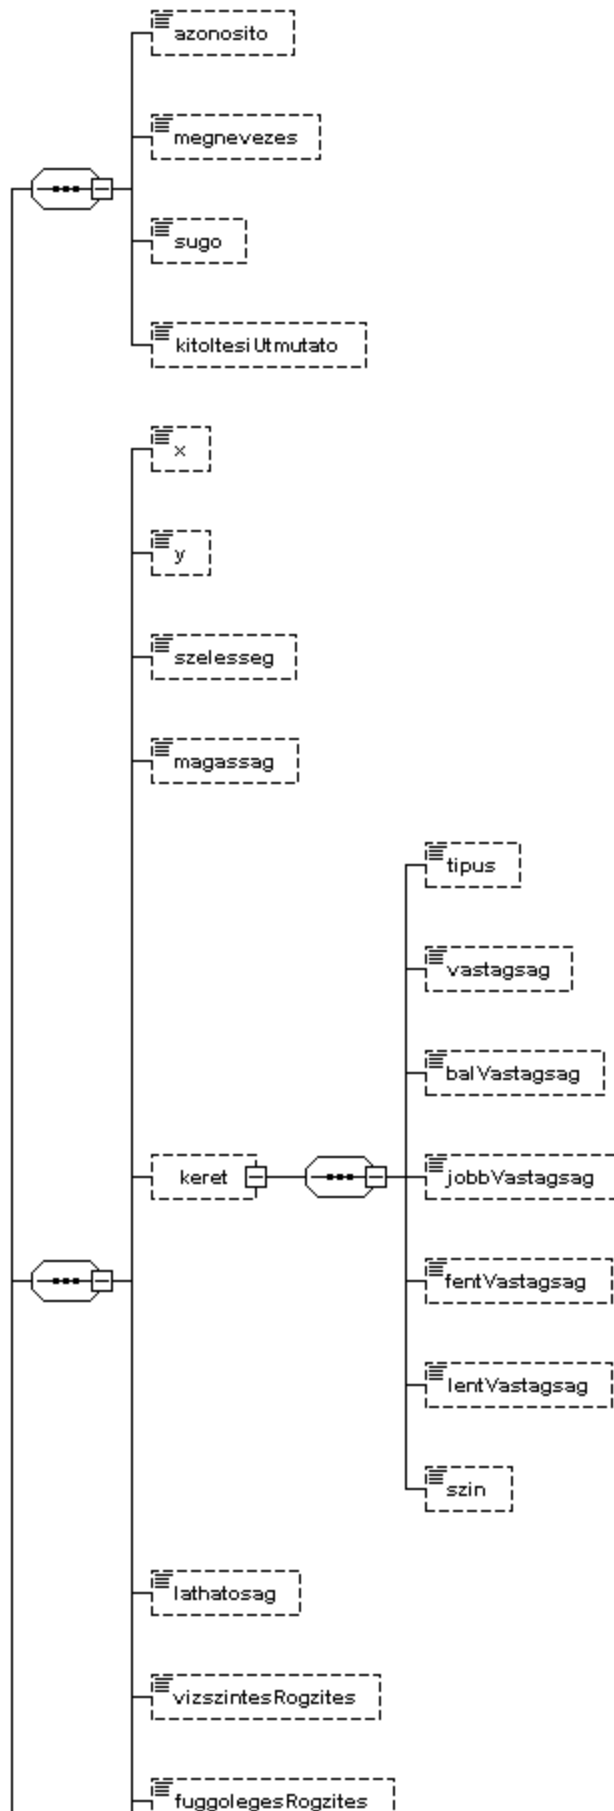 azonosito
megnevezes
sugo
kitoltesiUtmutato
x
y
szelesseg
magassag
tipus
vastagsag
balVastagsag
keret
jobbVastagsag
fentVastagsag
lentVastagsag
szin
lathatosag
vizszintesRogzites
fuggolegesRogzites